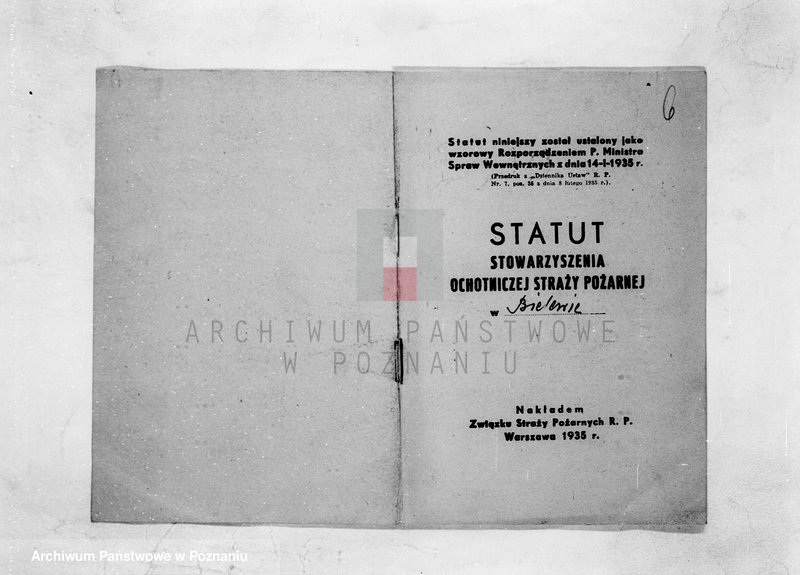 6
Statut niniejszy został ustalony jako
wzorowy Rozporządzeniem P. Ministra
Spraw Wewnętrznych z dnia 14-I-1935 r.
(Przedruk z „Dziennika Ustaw" R. P.
Nr. 7, poz. 36 z dnia 8 lutego 1935 r.).
STATUT
STOWARZYSZENIA
OCHOTNICZEJ STRAŻY POŻARNEJ
w Bielewie
ARCHIWUM PAŃSTWOWE
W POZNANIU
Nakładem
Związku Straży Pożarnych R. P.
Warszawa 1935 r.
Archiwum Państwowe w Poznaniu